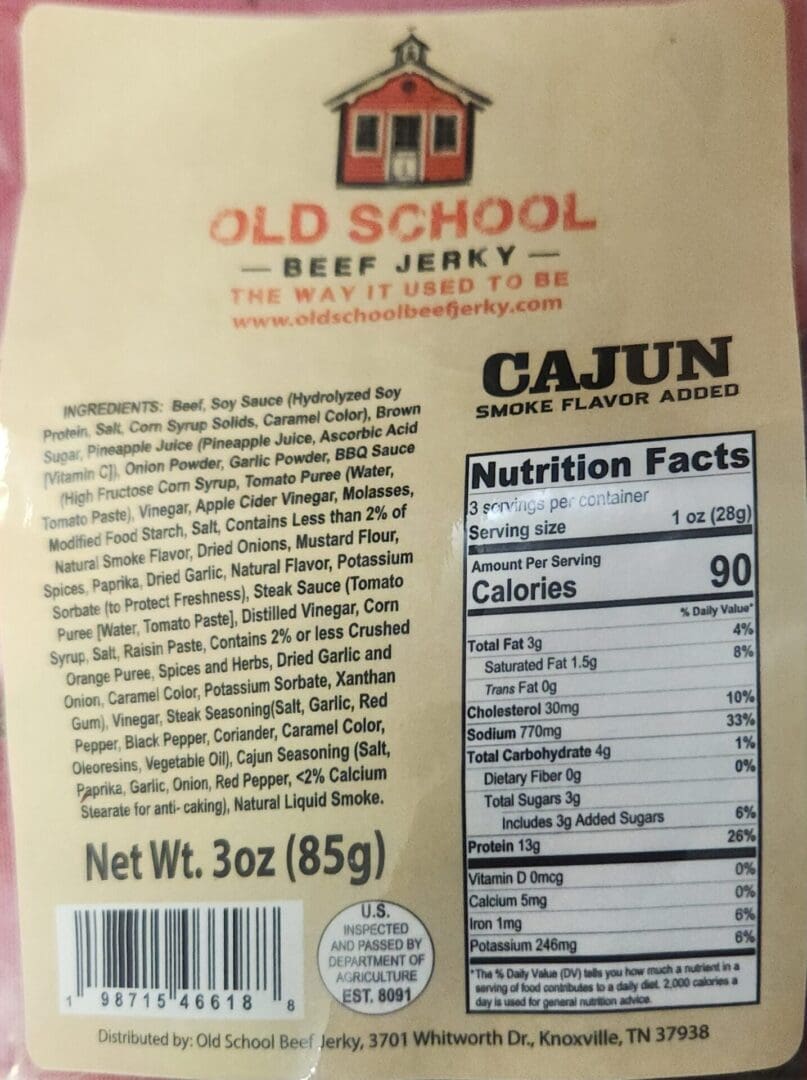 OLD SCHOOL
— BEEF JERKY —
THE WAY IT USED TO BE
www.oldschoolbeefjerky.com
CAJUN
SMOKE FLAVOR ADDED
INGREDIENTS: Beef, Soy Sauce (Hydrolyzed Soy
Protein, Salt, Corn Syrup Solids, Caramel Color), Brown
Sugar, Pineapple Juice (Pineapple Juice, Ascorbic Acid
[Vitamin C]), Onion Powder, Garlic Powder, BBQ Sauce
(High Fructose Corn Syrup, Tomato Puree (Water,
Tomato Paste), Vinegar, Apple Cider Vinegar, Molasses,
Modified Food Starch, Salt, Contains Less than 2% of
Natural Smoke Flavor, Dried Onions, Mustard Flour,
Spices, Paprika, Dried Garlic, Natural Flavor, Potassium
Sorbate (to Protect Freshness), Steak Sauce (Tomato
Puree [Water, Tomato Paste], Distilled Vinegar, Corn
Syrup, Salt, Raisin Paste, Contains 2% or less Crushed
Orange Puree, Spices and Herbs, Dried Garlic and
Onion, Caramel Color, Potassium Sorbate, Xanthan
Gum), Vinegar, Steak Seasoning(Salt, Garlic, Red
Pepper, Black Pepper, Coriander, Caramel Color,
Oleoresins, Vegetable Oil), Cajun Seasoning (Salt,
Paprika, Garlic, Onion, Red Pepper, <2% Calcium
Stearate for anti- caking), Natural Liquid Smoke.
Net Wt. 3oz (85g)
1 98715 46618 8
U.S.
INSPECTED
AND PASSED BY
DEPARTMENT OF
AGRICULTURE
EST. 8091
Nutrition Facts
3 servings per container
Serving size 1 oz (28g)
Amount Per Serving
Calories 90
% Daily Value*
Total Fat 3g 4%
Saturated Fat 1.5g 8%
Trans Fat 0g
Cholesterol 30mg 10%
Sodium 770mg 33%
Total Carbohydrate 4g 1%
Dietary Fiber 0g 0%
Total Sugars 3g
Includes 3g Added Sugars 6%
Protein 13g 26%
Vitamin D 0mcg 0%
Calcium 5mg 0%
Iron 1mg 6%
Potassium 246mg 6%
*The % Daily Value (DV) tells you how much a nutrient in a
serving of food contributes to a daily diet. 2,000 calories a
day is used for general nutrition advice.
Distributed by: Old School Beef Jerky, 3701 Whitworth Dr., Knoxville, TN 37938